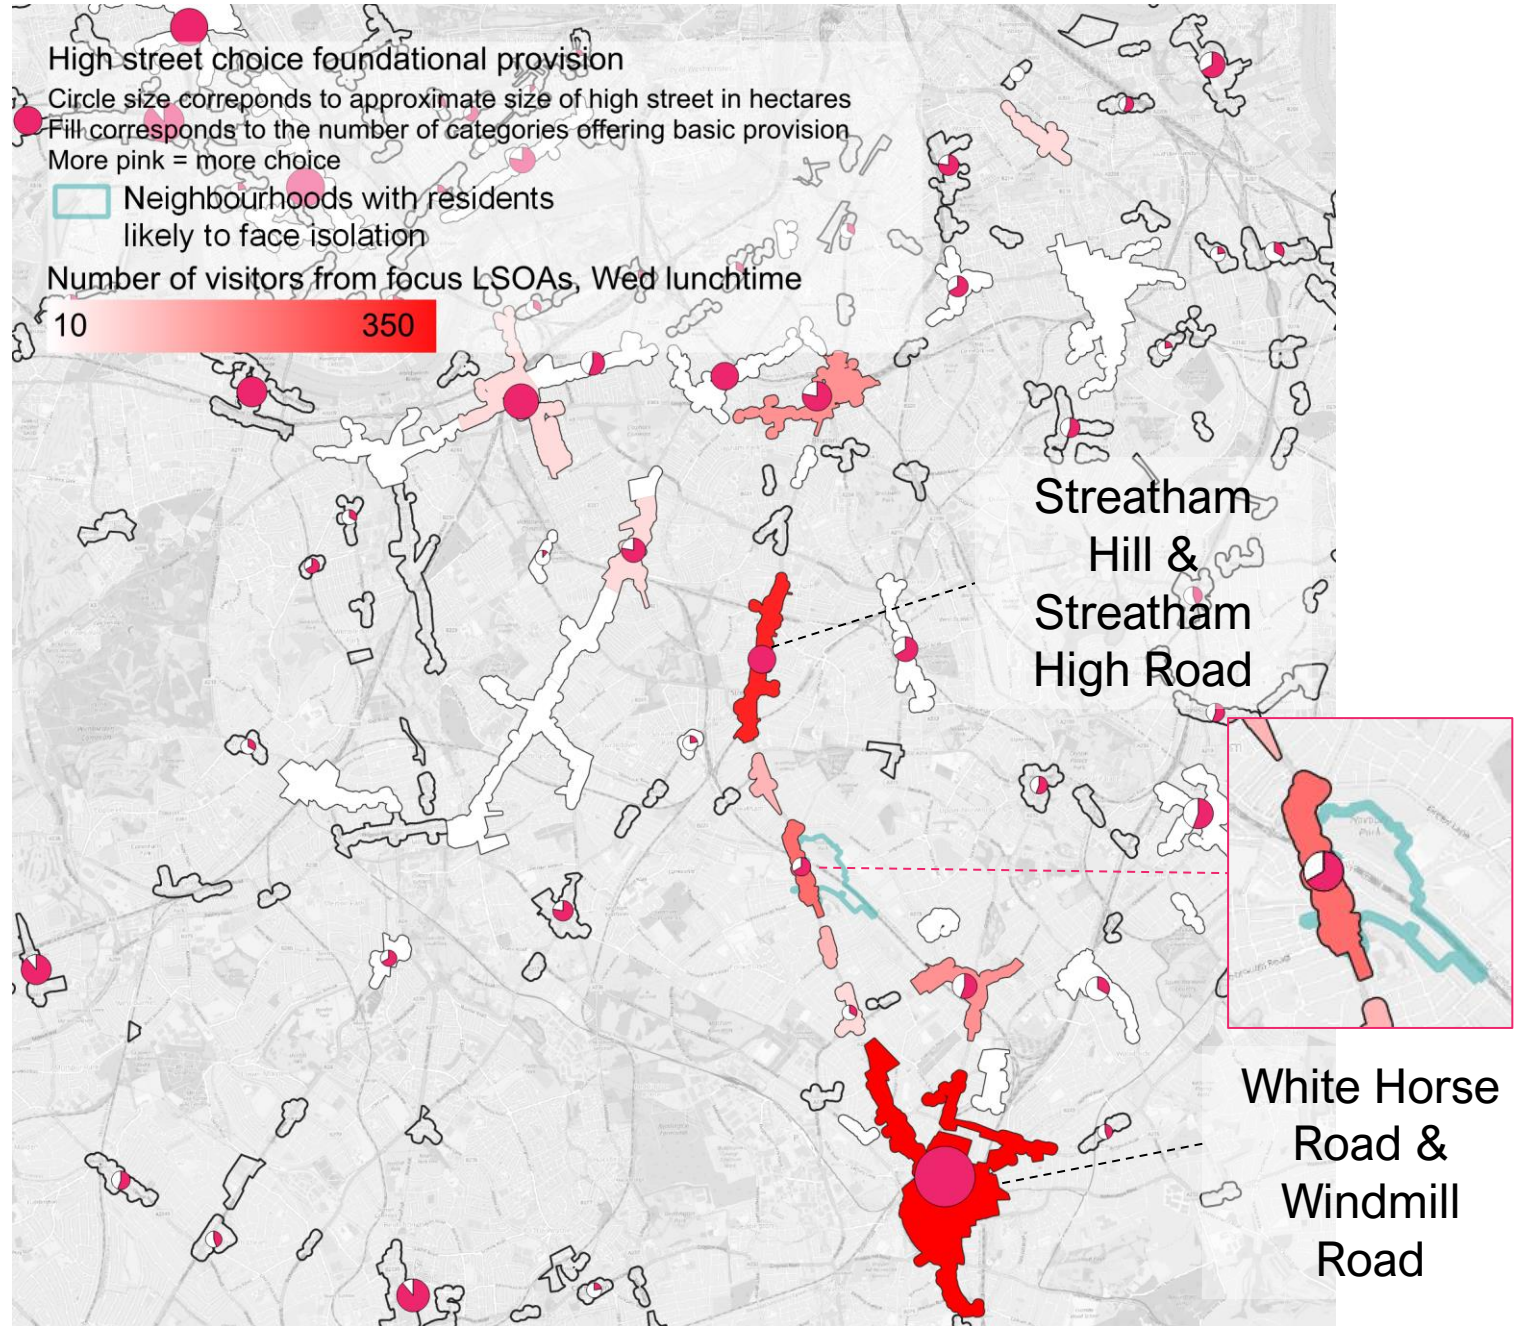 High street choice foundational provision
Circle size correponds to approximate size of high street in hectares
Fill corresponds to the number of categories offering basic provision
More pink = more choice
Neighbourhoods with residents
likely to face isolation
Number of visitors from focus LSOAs, Wed lunchtime
10 350
Streatham
Hill &
Streatham
High Road
White Horse
Road &
Windmill
Road